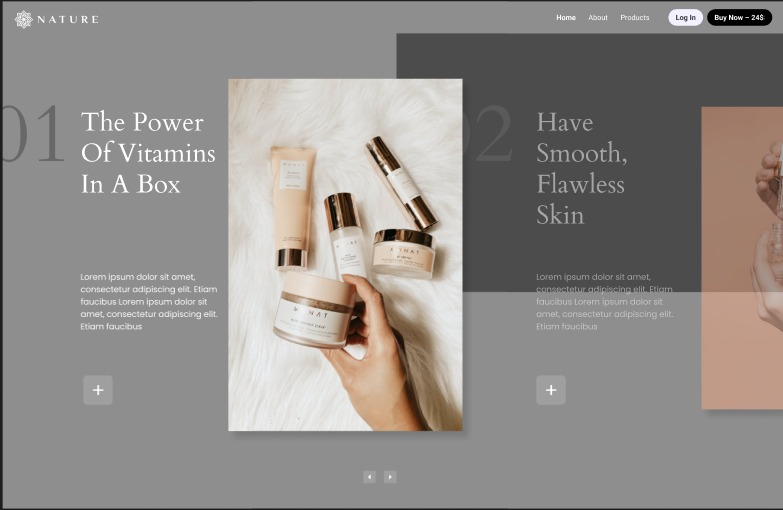 NATURE
Home
About
Products
Log In
Buy Now – 24$
01
The Power
Of Vitamins
In A Box
Lorem ipsum dolor sit amet,
consectetur adipiscing elit. Etiam
faucibus Lorem ipsum dolor sit
amet, consectetur adipiscing elit.
Etiam faucibus
+
MONAT
2
Have
Smooth,
Flawless
Skin
Lorem ipsum dolor sit amet,
consectetur adipiscing elit. Etiam
faucibus Lorem ipsum dolor sit
amet, consectetur adipiscing elit.
Etiam faucibus
+